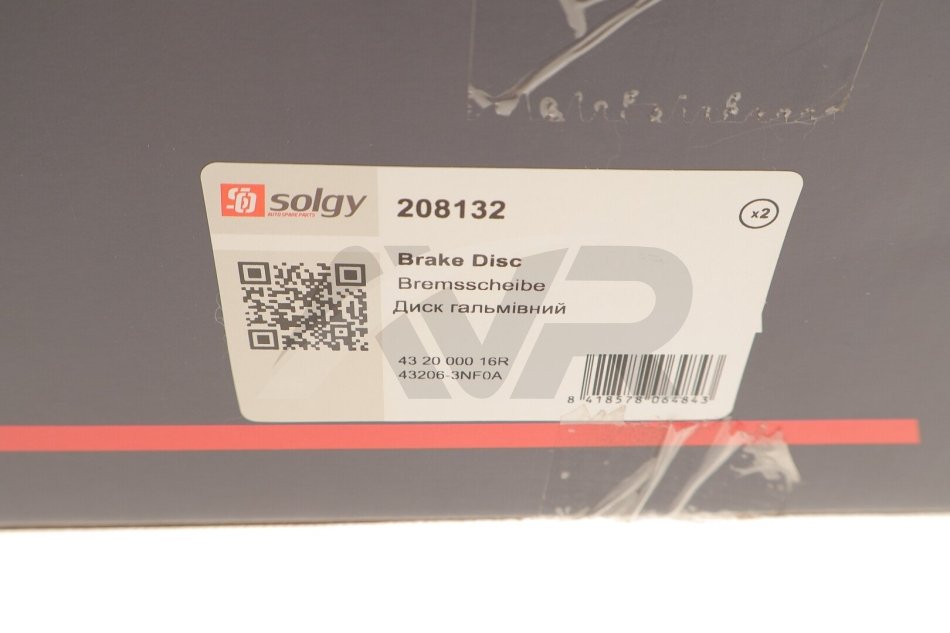 solgy
AUTO SPARE PARTS
208132
x2
Brake Disc
Bremsscheibe
Диск гальмівний
43 20 000 16R
43206-3NF0A
8 418578 064843
AVP